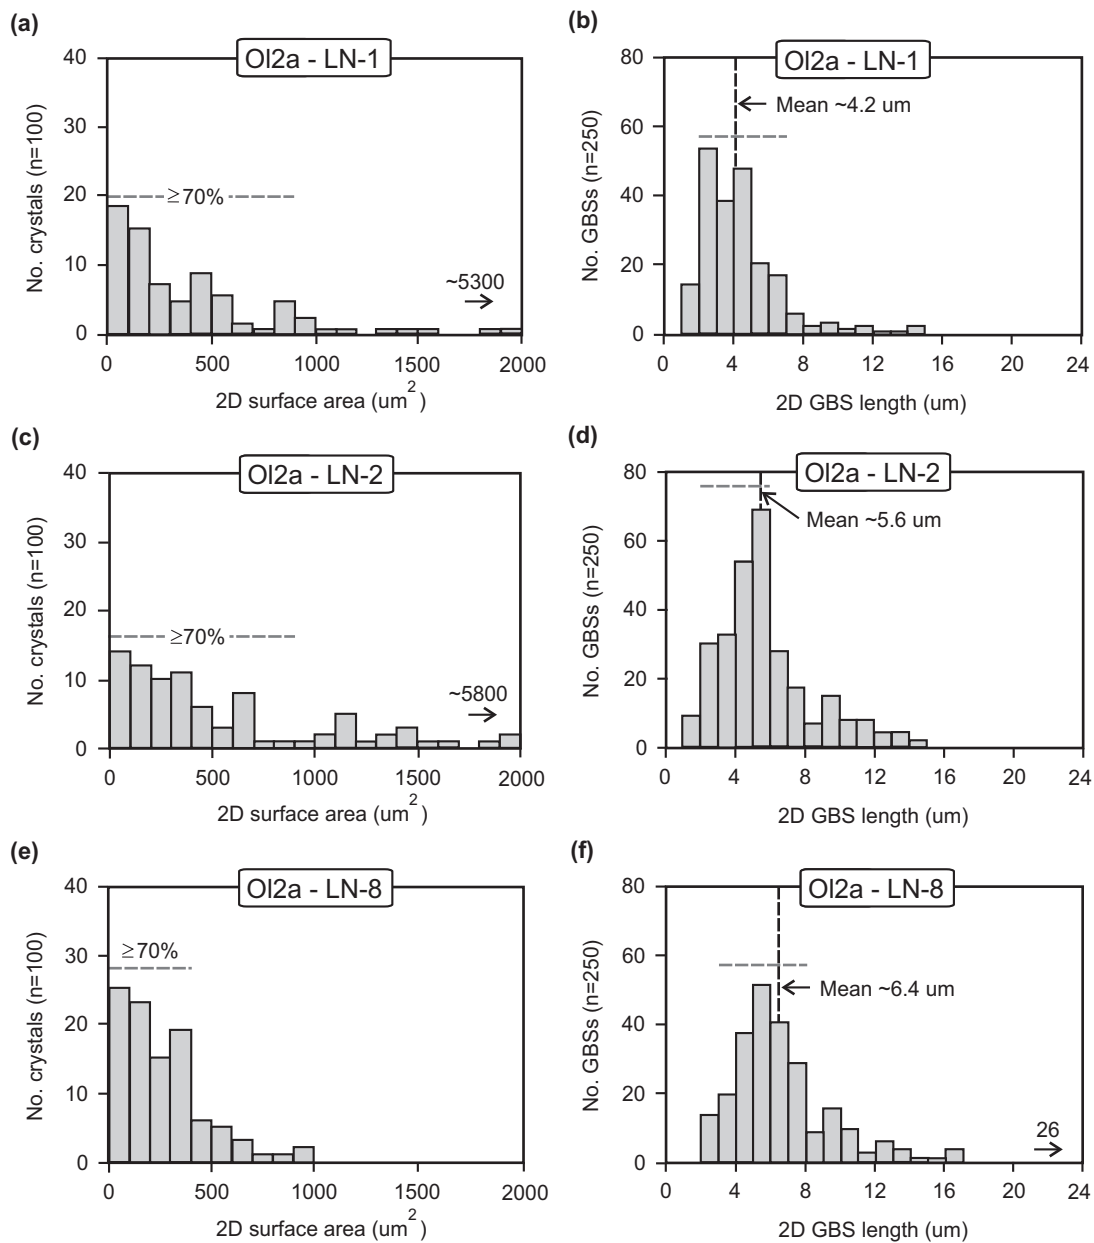 (a)
Ol2a - LN-1
No. crystals (n=100)
40
30
20
10
0
≥70%
~5300
0 500 1000 1500 2000
2D surface area (um²)
(b)
Ol2a - LN-1
No. GBSs (n=250)
80
60
40
20
0
Mean ~4.2 um
0 4 8 12 16 20 24
2D GBS length (um)
(c)
Ol2a - LN-2
No. crystals (n=100)
40
30
20
10
0
≥70%
~5800
0 500 1000 1500 2000
2D surface area (um²)
(d)
Ol2a - LN-2
No. GBSs (n=250)
80
60
40
20
0
Mean ~5.6 um
0 4 8 12 16 20 24
2D GBS length (um)
(e)
Ol2a - LN-8
No. crystals (n=100)
40
30
20
10
0
≥70%
0 500 1000 1500 2000
2D surface area (um²)
(f)
Ol2a - LN-8
No. GBSs (n=250)
80
60
40
20
0
Mean ~6.4 um
26
0 4 8 12 16 20 24
2D GBS length (um)